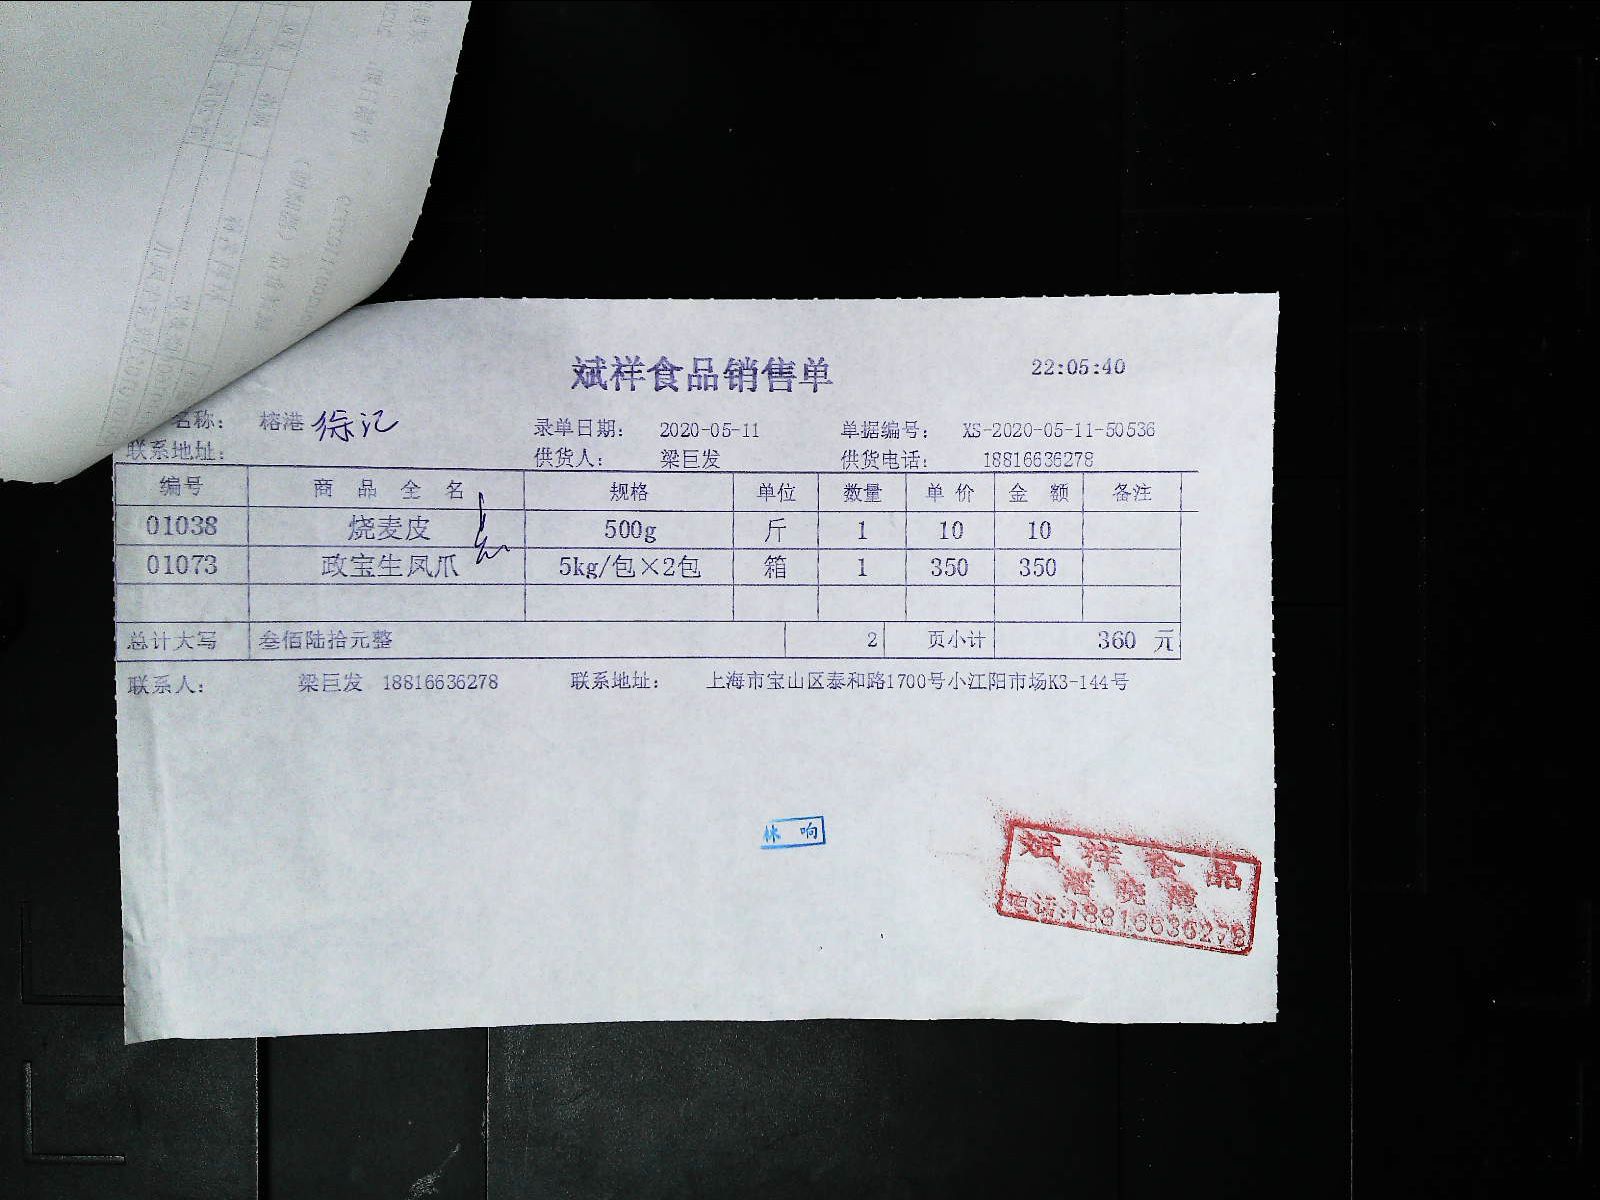 斌祥食品销售单 22:05:40
名称: 榕港 徐记 录单日期: 2020-05-11 单据编号: XS-2020-05-11-50536
联系地址: 供货人: 梁巨发 供货电话: 18816636278
编号 商品全名 规格 单位 数量 单价 金额 备注
01038 烧麦皮 500g 斤 1 10 10
01073 政宝生凤爪 5kg/包×2包 箱 1 350 350
总计大写 叁佰陆拾元整 2 页小计 360 元
联系人: 梁巨发 18816636278 联系地址: 上海市宝山区泰和路1700号小江阳市场K3-144号
林响
斌祥食品
电话:18816636278